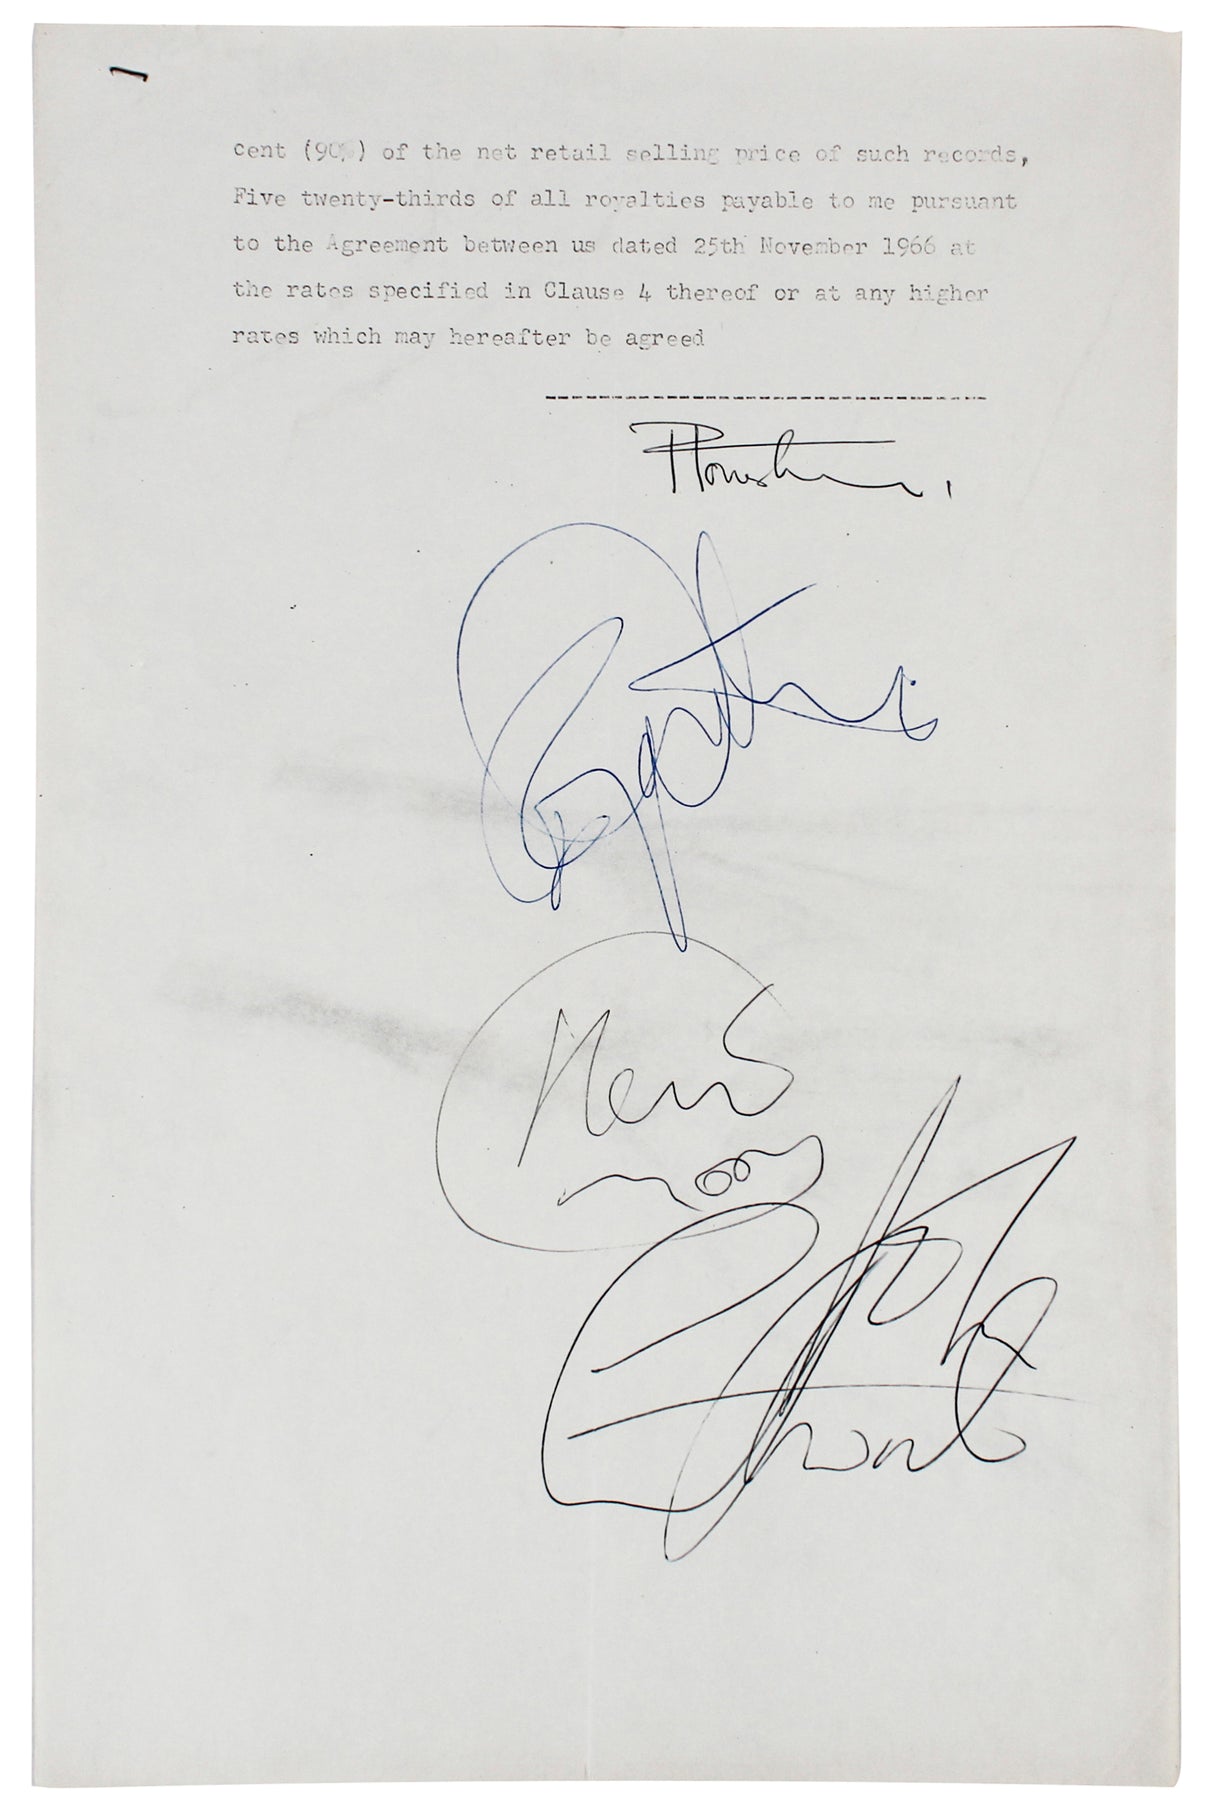 cent (90%) of the net retail selling price of such records,
Five twenty-thirds of all royalties payable to me pursuant
to the Agreement between us dated 25th November 1966 at
the rates specified in Clause 4 thereof or at any higher
rates which may hereafter be agreed
Moon